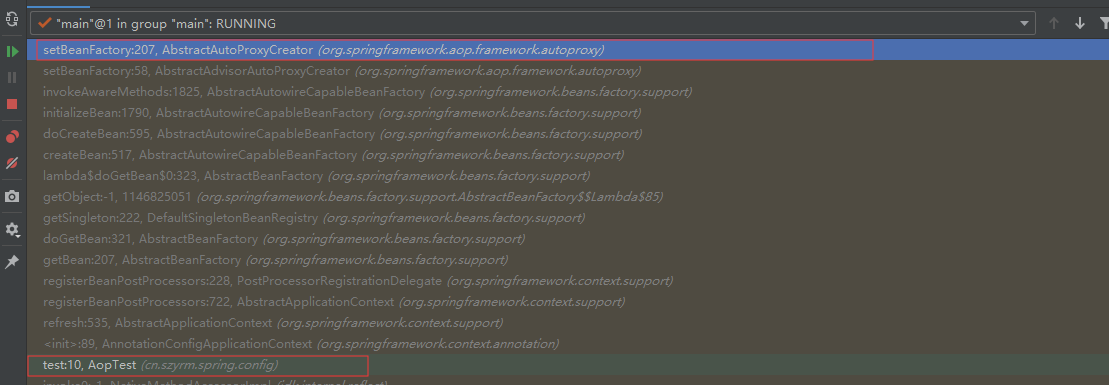 "main"@1 in group "main": RUNNING
setBeanFactory:207, AbstractAutoProxyCreator (org.springframework.aop.framework.autoproxy)
setBeanFactory:58, AbstractAdvisorAutoProxyCreator (org.springframework.aop.framework.autoproxy)
invokeAwareMethods:1825, AbstractAutowireCapableBeanFactory (org.springframework.beans.factory.support)
initializeBean:1790, AbstractAutowireCapableBeanFactory (org.springframework.beans.factory.support)
doCreateBean:595, AbstractAutowireCapableBeanFactory (org.springframework.beans.factory.support)
createBean:517, AbstractAutowireCapableBeanFactory (org.springframework.beans.factory.support)
lambda$doGetBean$0:323, AbstractBeanFactory (org.springframework.beans.factory.support)
getObject:-1, 1146825051 (org.springframework.beans.factory.support.AbstractBeanFactory$$Lambda$85)
getSingleton:222, DefaultSingletonBeanRegistry (org.springframework.beans.factory.support)
doGetBean:321, AbstractBeanFactory (org.springframework.beans.factory.support)
getBean:207, AbstractBeanFactory (org.springframework.beans.factory.support)
registerBeanPostProcessors:228, PostProcessorRegistrationDelegate (org.springframework.context.support)
registerBeanPostProcessors:722, AbstractApplicationContext (org.springframework.context.support)
refresh:535, AbstractApplicationContext (org.springframework.context.support)
<init>:89, AnnotationConfigApplicationContext (org.springframework.context.annotation)
test:10, AopTest (cn.szyrm.spring.config)